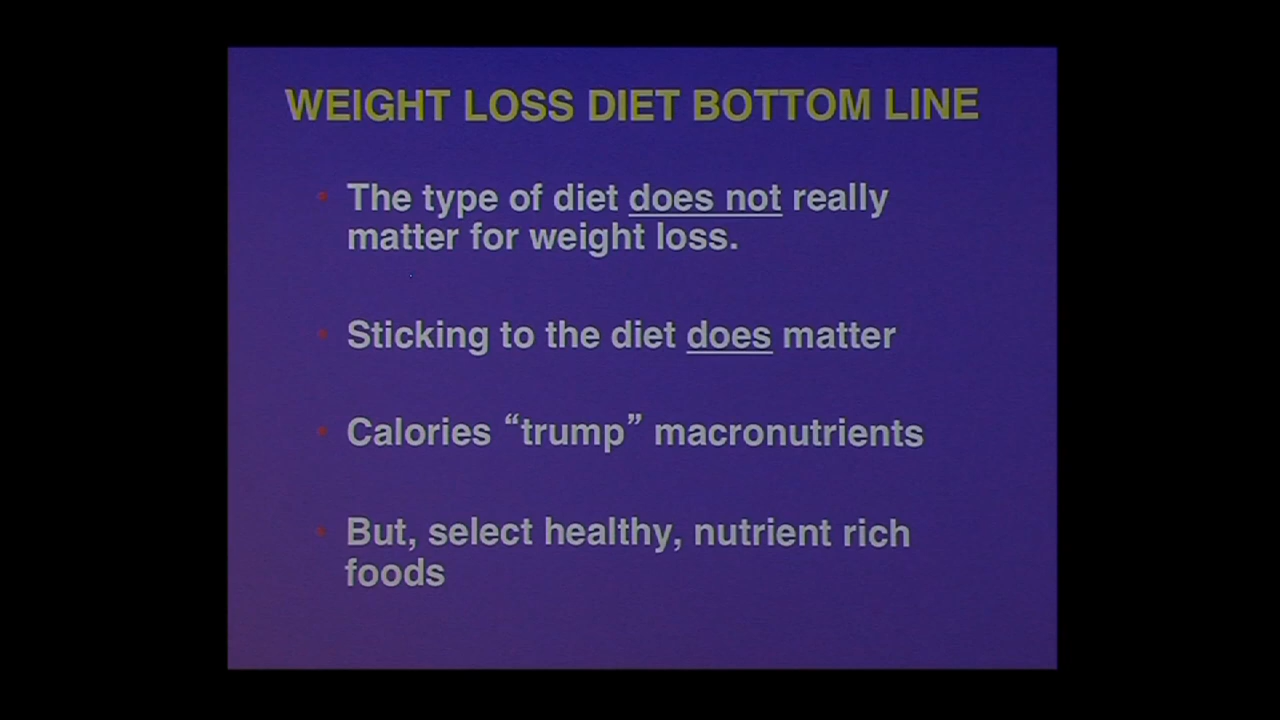 WEIGHT LOSS DIET BOTTOM LINE
The type of diet does not really
matter for weight loss.
Sticking to the diet does matter
Calories “trump” macronutrients
But, select healthy, nutrient rich
foods